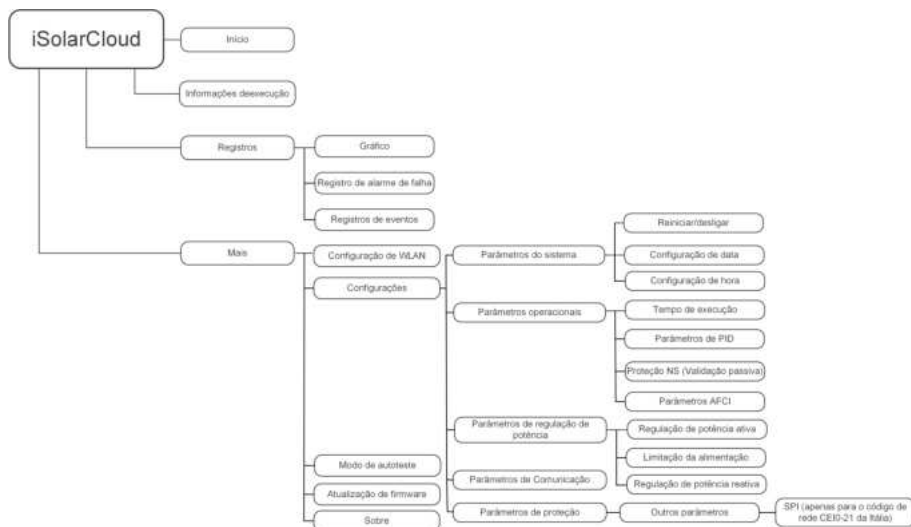 iSolarCloud
Início
Informações deexecução
Registros
Gráfico
Registro de alarme de falha
Registros de eventos
Mais
Configuração de WLAN
Configurações
Parâmetros do sistema
Reiniciar/desligar
Configuração de data
Configuração de hora
Parâmetros operacionais
Tempo de execução
Parâmetros de PID
Proteção NS (Validação passiva)
Parâmetros AFCI
Parâmetros de regulação de
potência
Regulação de potência ativa
Limitação da alimentação
Regulação de potência reativa
Parâmetros de Comunicação
Parâmetros de proteção
Outros parâmetros
SPI (apenas para o código de
rede CEI0-21 da Itália)
Modo de autoteste
Atualização de firmware
Sobre